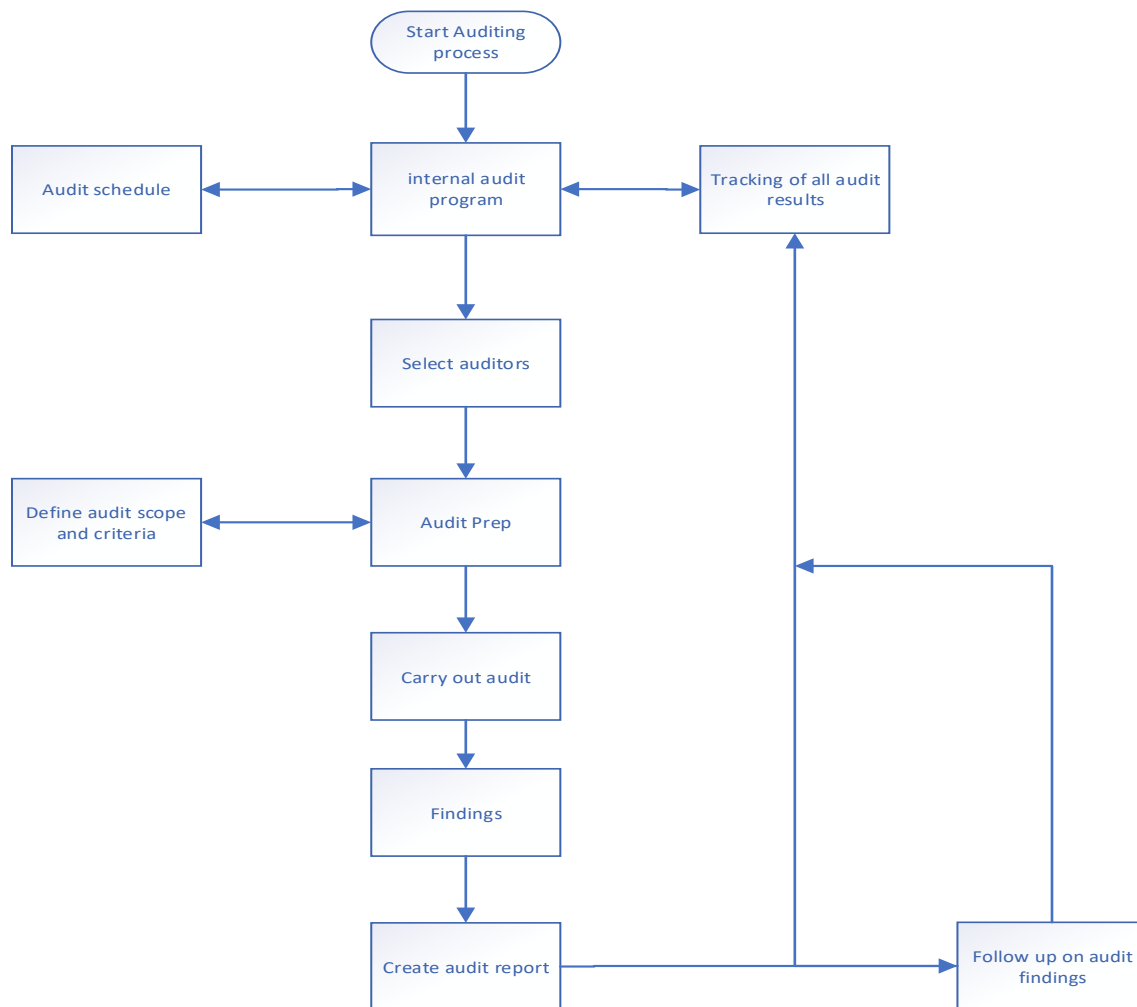 Start Auditing
process
Audit schedule
internal audit
program
Tracking of all audit
results
Select auditors
Define audit scope
and criteria
Audit Prep
Carry out audit
Findings
Create audit report
Follow up on audit
findings